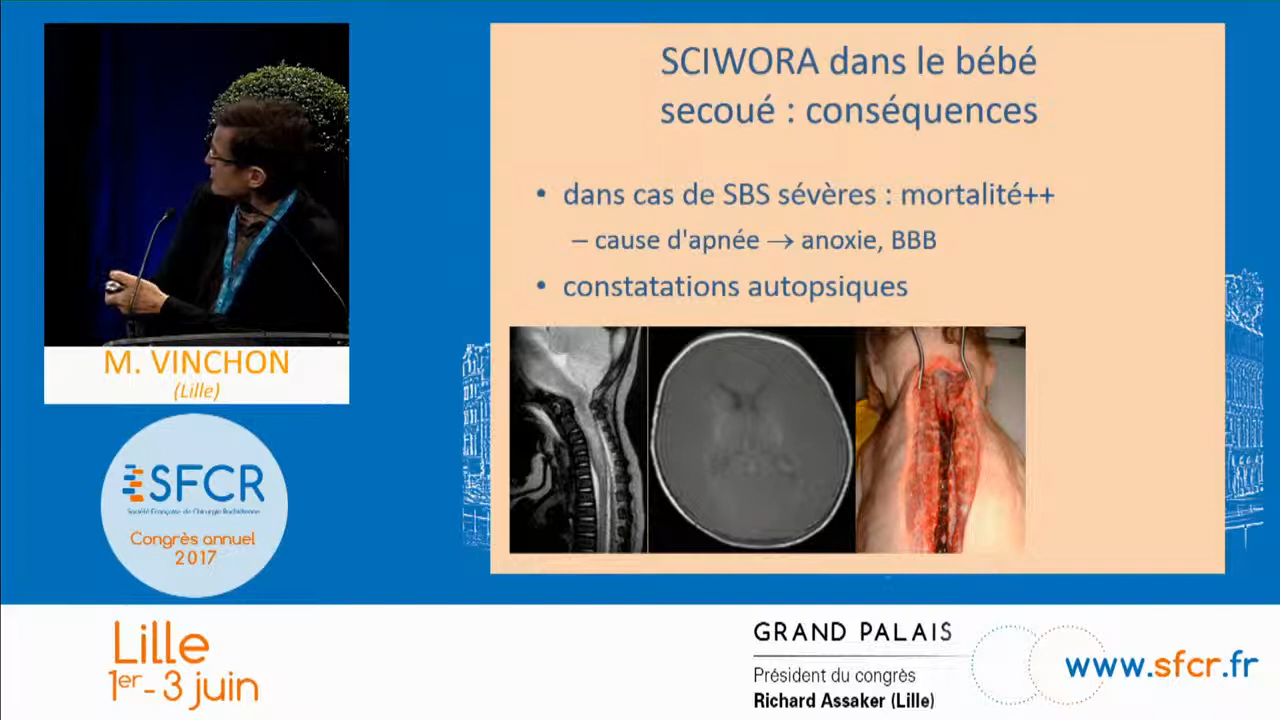 SCIWORA dans le bébé
secoué : conséquences
• dans cas de SBS sévères : mortalité++
– cause d'apnée → anoxie, BBB
• constatations autopsiques
M. VINCHON
(Lille)
SFCR
Société Française de Chirurgie Rachidienne
Congrès annuel
2017
Lille
1er - 3 juin
GRAND PALAIS
Président du congrès
Richard Assaker (Lille)
www.sfcr.fr